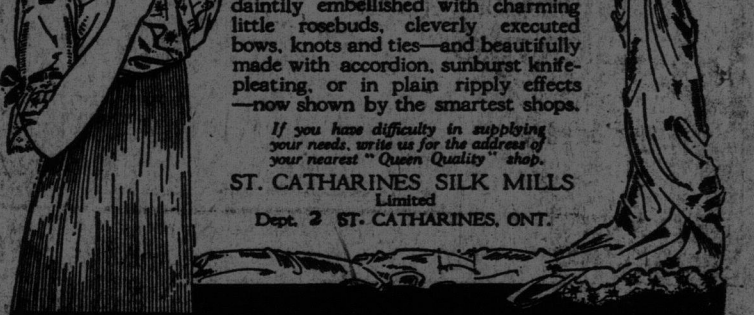 daintily embellished with charming
little rosebuds, cleverly executed
bows, knots and ties—and beautifully
made with accordion, sunburst knife-
pleating, or in plain ripply effects
—now shown by the smartest shops.
If you have difficulty in supplying
your needs, write us for the address of
your nearest "Queen Quality" shop.
ST. CATHARINES SILK MILLS
Limited
Dept. 2 ST. CATHARINES, ONT.